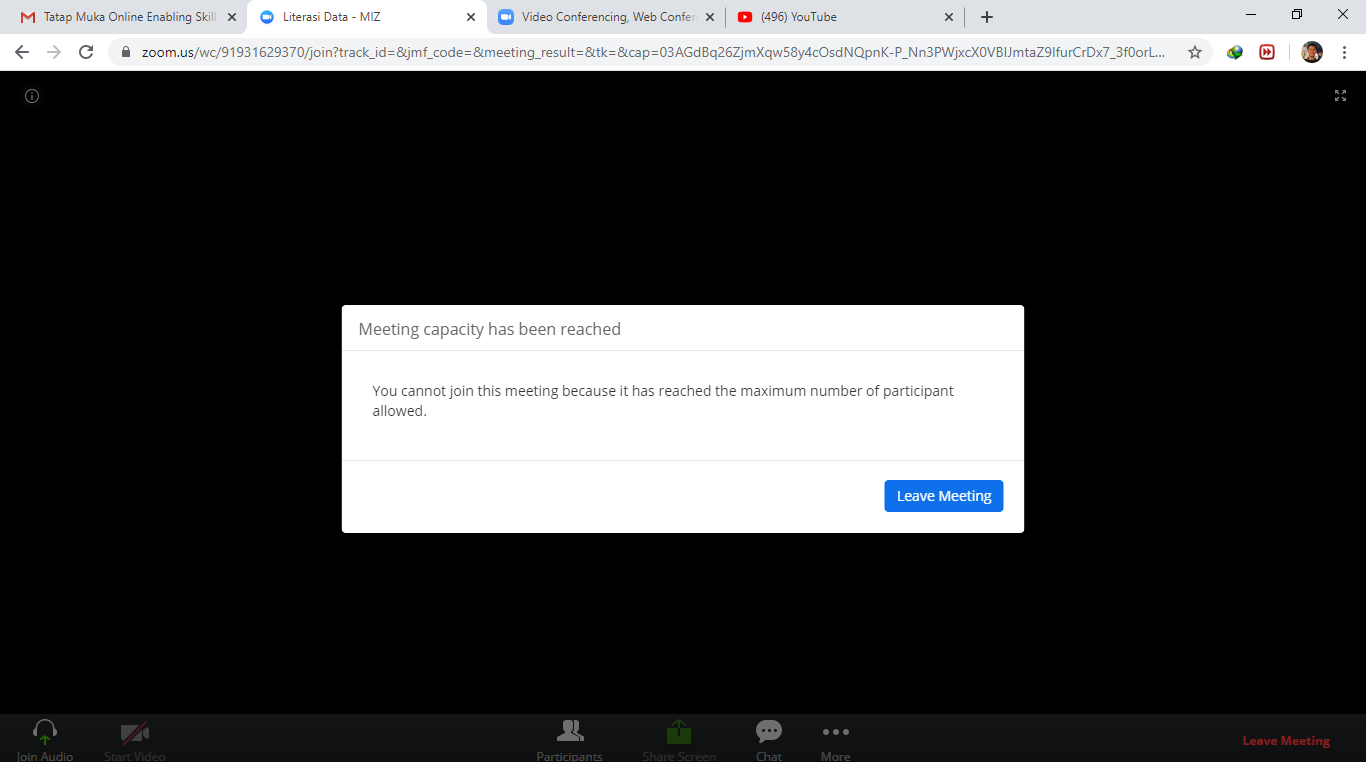 Tatap Muka Online Enabling Skill
Literasi Data - MIZ
Video Conferencing, Web Confer
(496) YouTube
zoom.us/wc/91931629370/join?track_id=&jmf_code=&meeting_result=&tk=&cap=03AGdBq26ZjmXqw58y4cOsdNQpnK-P_Nn3PWjxcX0VBIJmtaZ9IfurCrDx7_3f0orL...
Meeting capacity has been reached
You cannot join this meeting because it has reached the maximum number of participant
allowed.
Leave Meeting
Join Audio
Start Video
Participants
Share Screen
Chat
More
Leave Meeting